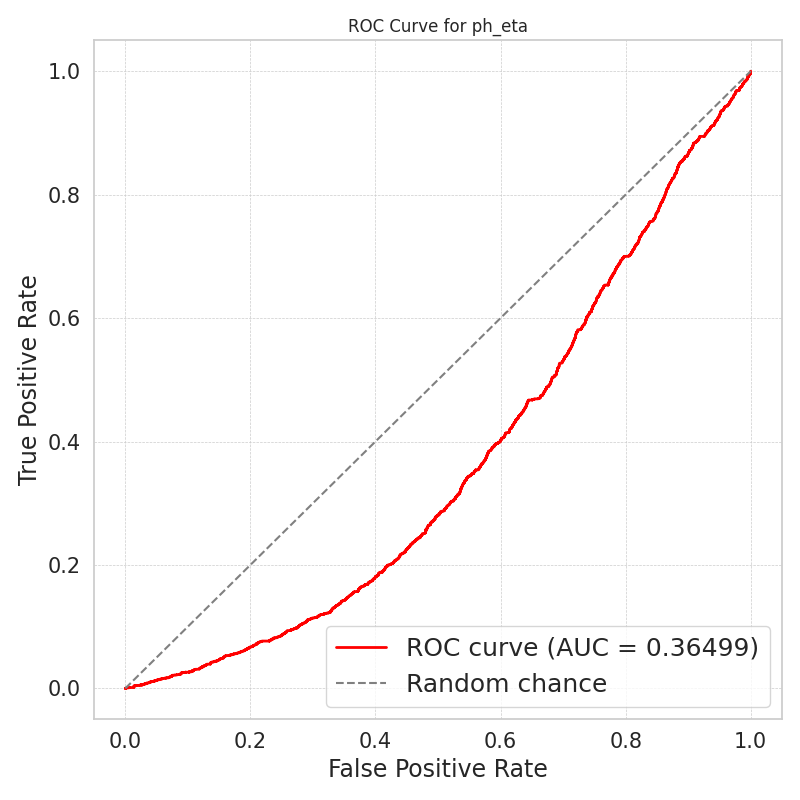 ROC Curve for ph_eta
True Positive Rate
1.0
0.8
0.6
0.4
0.2
0.0
ROC curve (AUC = 0.36499)
Random chance
0.0 0.2 0.4 0.6 0.8 1.0
False Positive Rate